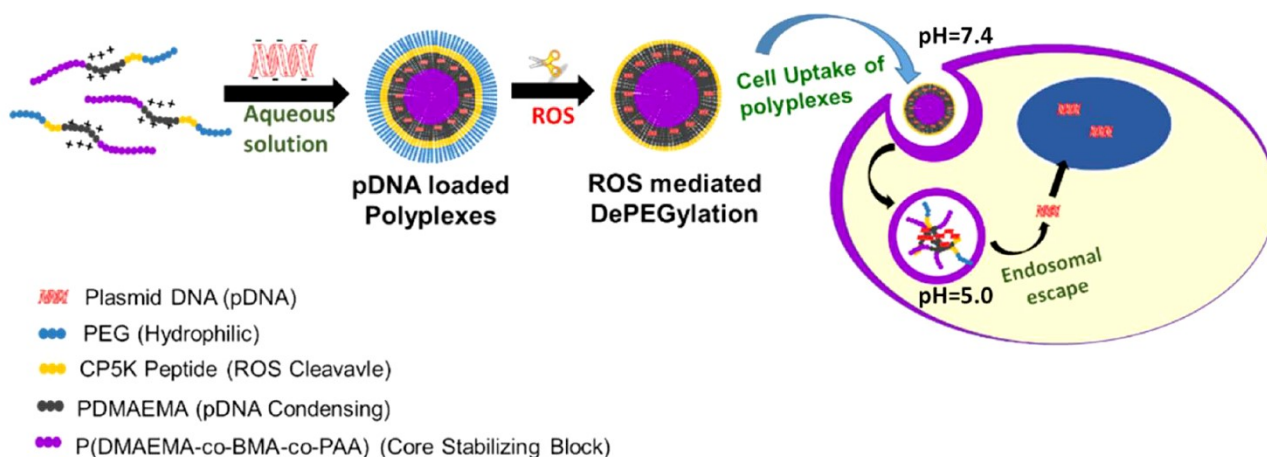 Aqueous
solution
pDNA loaded
Polyplexes
ROS
ROS mediated
DePEGylation
Cell Uptake of
polyplexes
pH=7.4
pH=5.0
Endosomal
escape
Plasmid DNA (pDNA)
PEG (Hydrophilic)
CP5K Peptide (ROS Cleavavle)
PDMAEMA (pDNA Condensing)
P(DMAEMA-co-BMA-co-PAA) (Core Stabilizing Block)